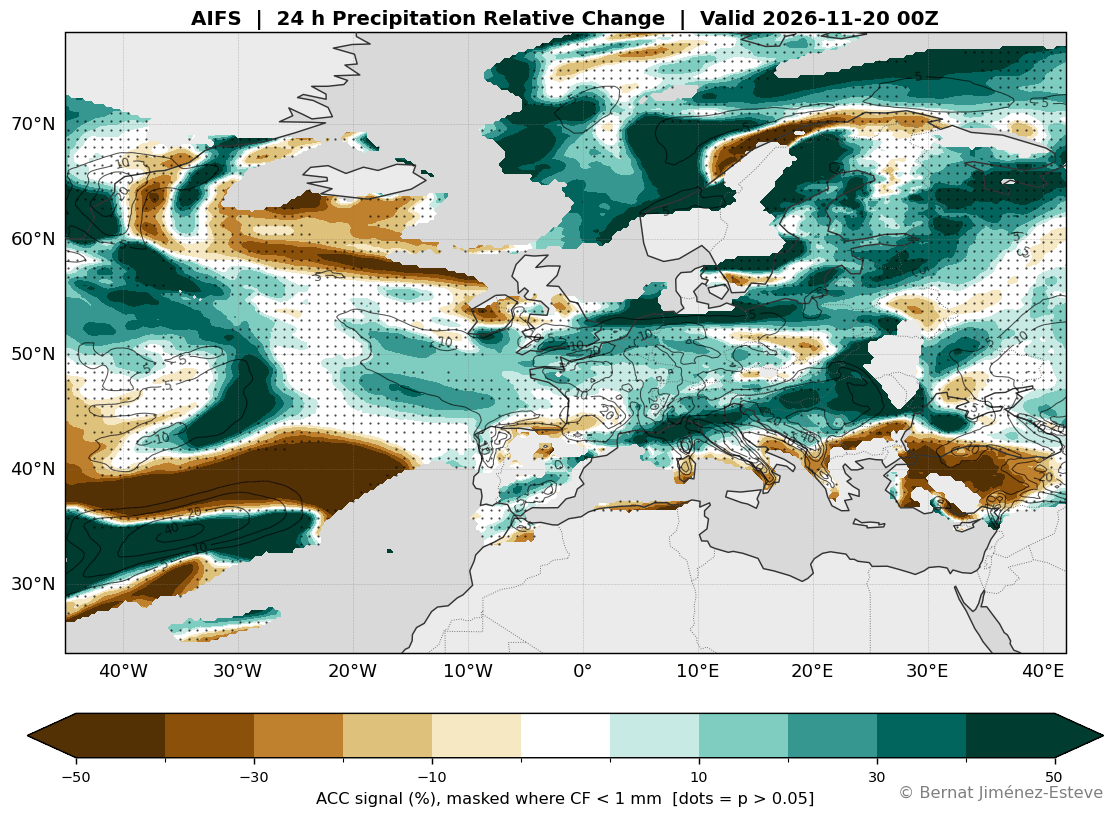 AIFS | 24 h Precipitation Relative Change | Valid 2026-11-20 00Z
70°N
60°N
50°N
40°N
30°N
40°W 30°W 20°W 10°W 0° 10°E 20°E 30°E 40°E
−50 −30 −10 10 30 50
ACC signal (%), masked where CF < 1 mm [dots = p > 0.05]
© Bernat Jiménez-Esteve